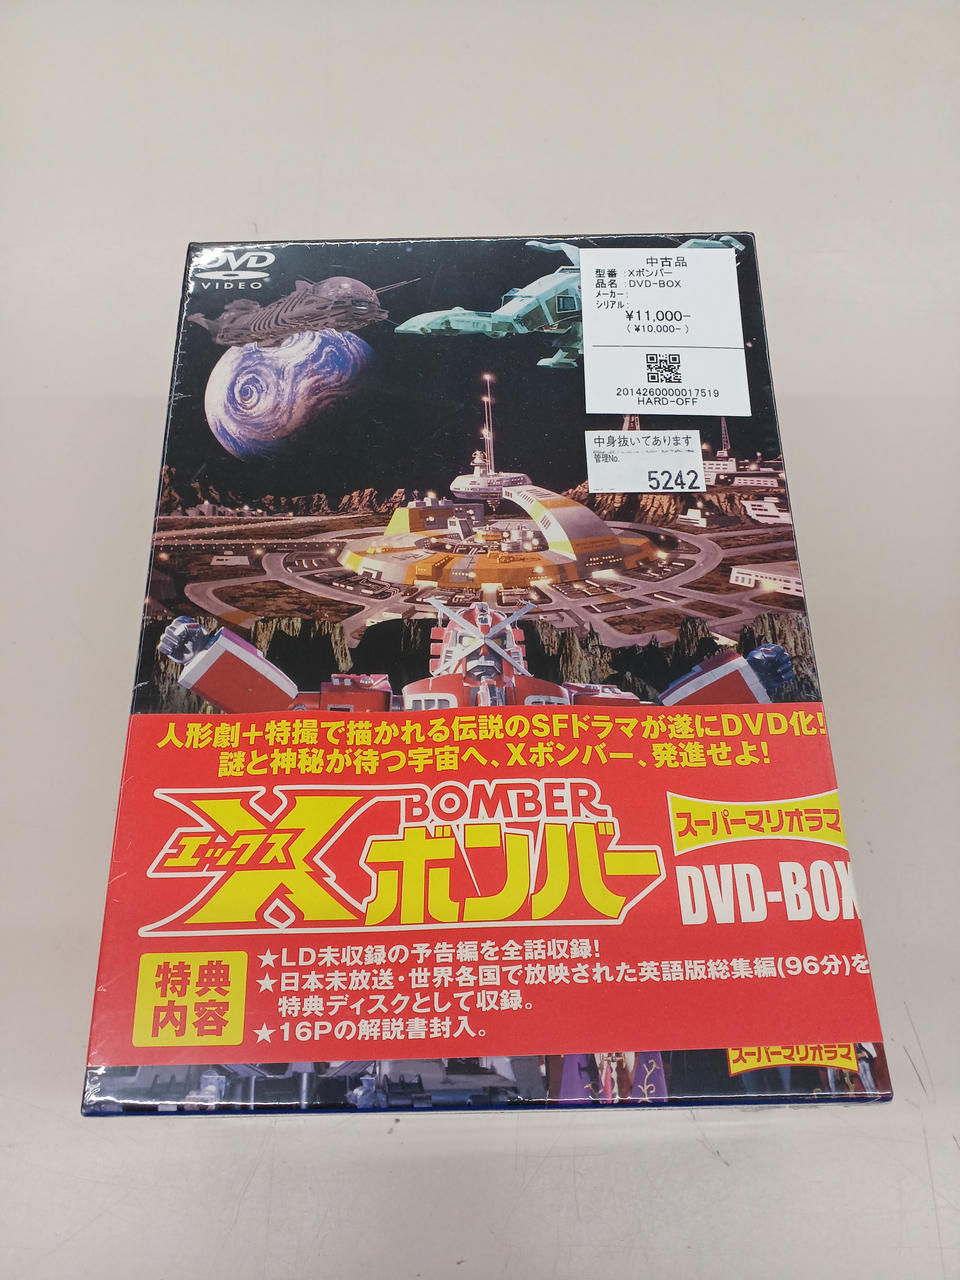 DVD
VIDEO
中古品
型番:Xボンバー
品名:DVD-BOX
メーカー:
シリアル:
¥11,000-
(¥10,000-)
2014260000017519
HARD-OFF
中身抜いてあります
管理No.
5242
人形劇+特撮で描かれる伝説のSFドラマが遂にDVD化!
謎と神秘が待つ宇宙へ、Xボンバー、発進せよ!
BOMBER
X
エックス
ボンバー
スーパーマリオラマ
DVD-BOX
特典
内容
★LD未収録の予告編を全話収録!
★日本未放送・世界各国で放映された英語版総集編(96分)を
特典ディスクとして収録。
★16Pの解説書封入。
スーパーマリオラマ